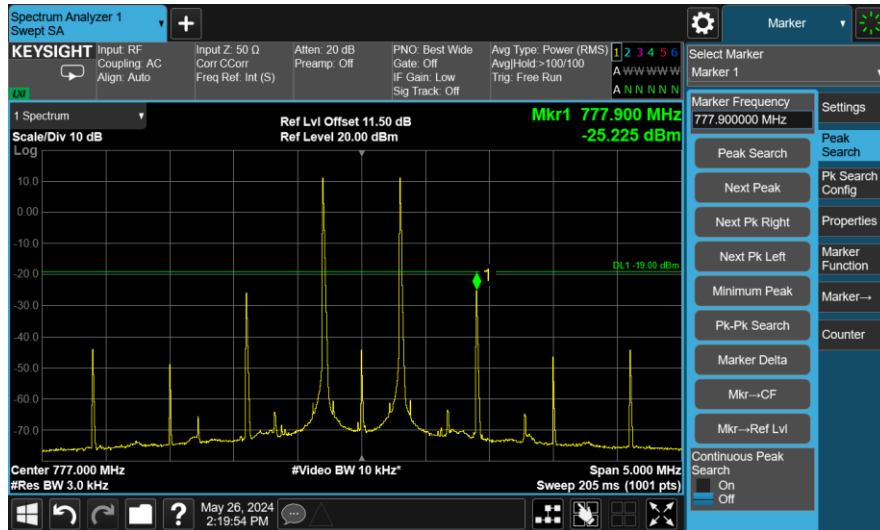 Spectrum Analyzer 1
Swept SA
Marker
KEYSIGHT
Input: RF
Coupling: AC
Align: Auto
Input Z: 50 Ω
Corr CCorr
Freq Ref: Int (S)
Atten: 20 dB
Preamp: Off
PNO: Best Wide
Gate: Off
IF Gain: Low
Sig Track: Off
Avg Type: Power (RMS)
Avg|Hold:>100/100
Trig: Free Run
1 2 3 4 5 6
A W W W W W
A N N N N N
LXI
Select Marker
Marker 1
1 Spectrum
Scale/Div 10 dB
Log
Ref Lvl Offset 11.50 dB
Ref Level 20.00 dBm
Mkr1 777.900 MHz
-25.225 dBm
10.0
0.00
-10.0
-20.0
-30.0
-40.0
-50.0
-60.0
-70.0
DL1 -19.00 dBm
1
Center 777.000 MHz
#Res BW 3.0 kHz
#Video BW 10 kHz*
Span 5.000 MHz
Sweep 205 ms (1001 pts)
Marker Frequency
777.900000 MHz
Peak Search
Next Peak
Next Pk Right
Next Pk Left
Minimum Peak
Pk-Pk Search
Marker Delta
Mkr→CF
Mkr→Ref Lvl
Continuous Peak
Search
On
Off
Settings
Peak
Search
Pk Search
Config
Properties
Marker
Function
Marker→
Counter
May 26, 2024
2:19:54 PM